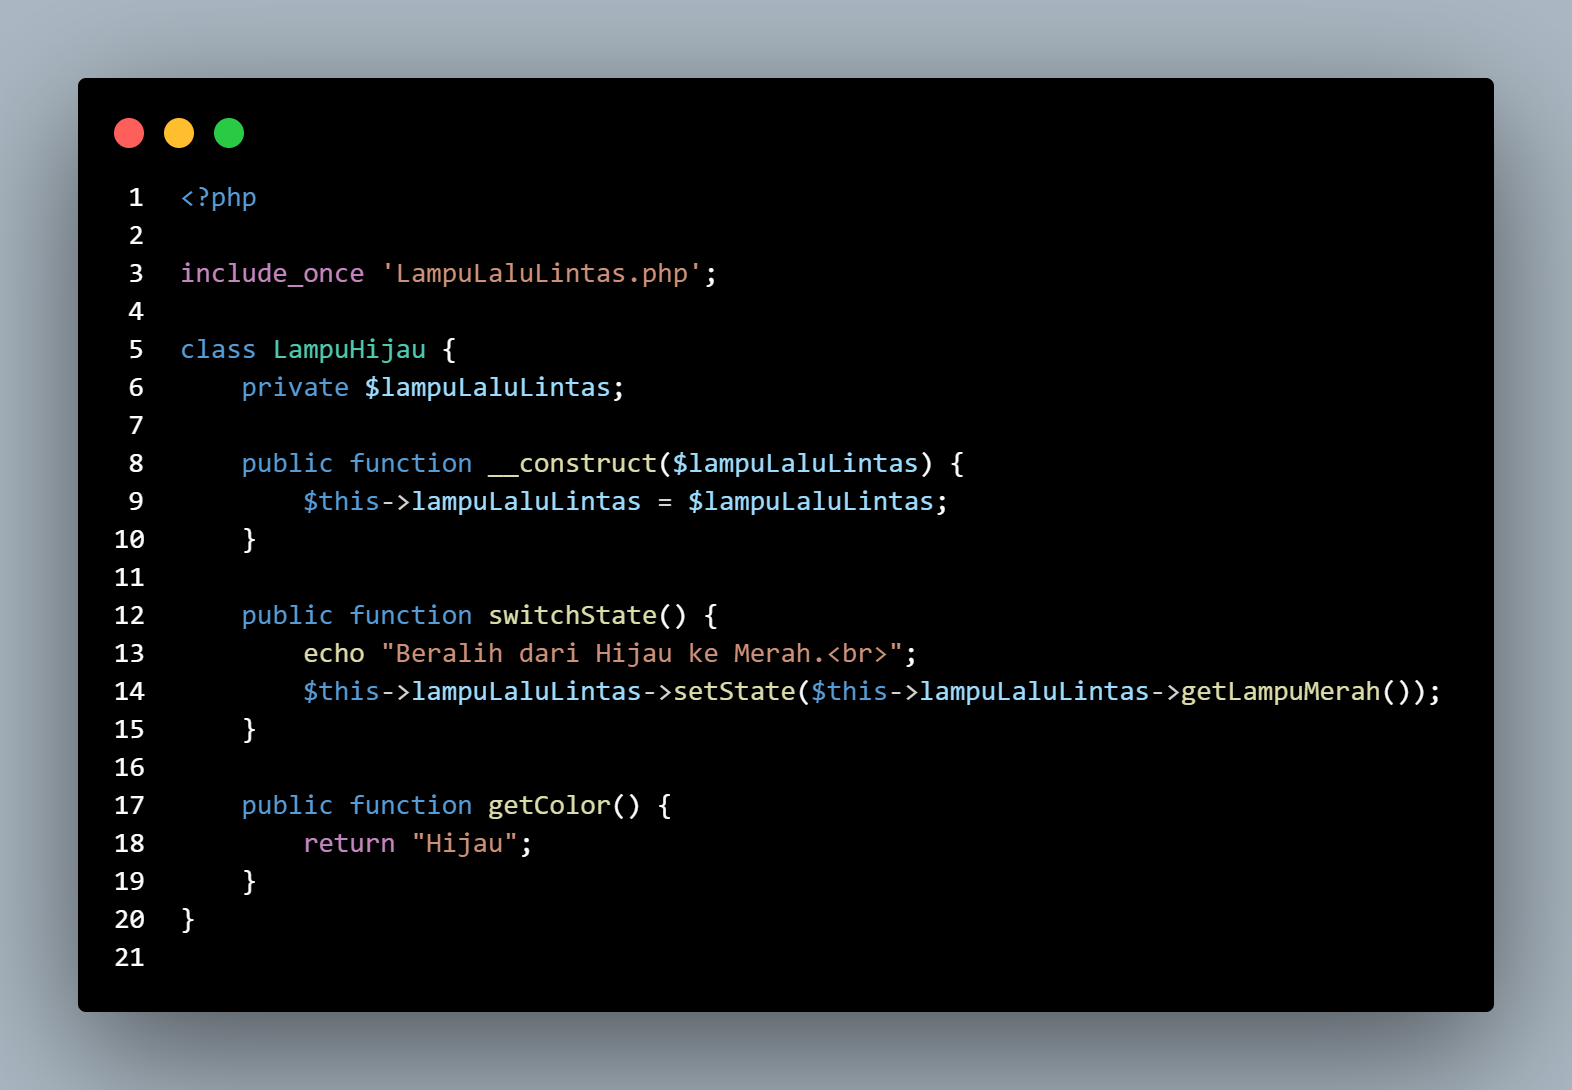 1 <?php
2
3 include_once 'LampuLaluLintas.php';
4
5 class LampuHijau {
6     private $lampuLaluLintas;
7
8     public function __construct($lampuLaluLintas) {
9         $this->lampuLaluLintas = $lampuLaluLintas;
10     }
11
12     public function switchState() {
13         echo "Beralih dari Hijau ke Merah.<br>";
14         $this->lampuLaluLintas->setState($this->lampuLaluLintas->getLampuMerah());
15     }
16
17     public function getColor() {
18         return "Hijau";
19     }
20 }
21